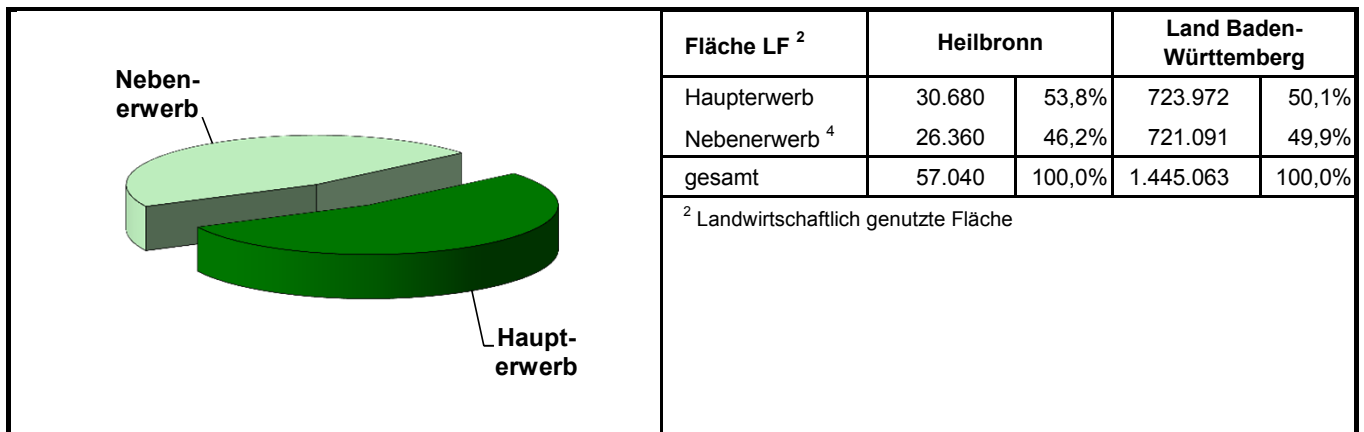 Neben-
erwerb
Haupt-
erwerb
Fläche LF ² Heilbronn Land Baden-
Württemberg
Haupterwerb 30.680 53,8% 723.972 50,1%
Nebenerwerb ⁴ 26.360 46,2% 721.091 49,9%
gesamt 57.040 100,0% 1.445.063 100,0%
² Landwirtschaftlich genutzte Fläche